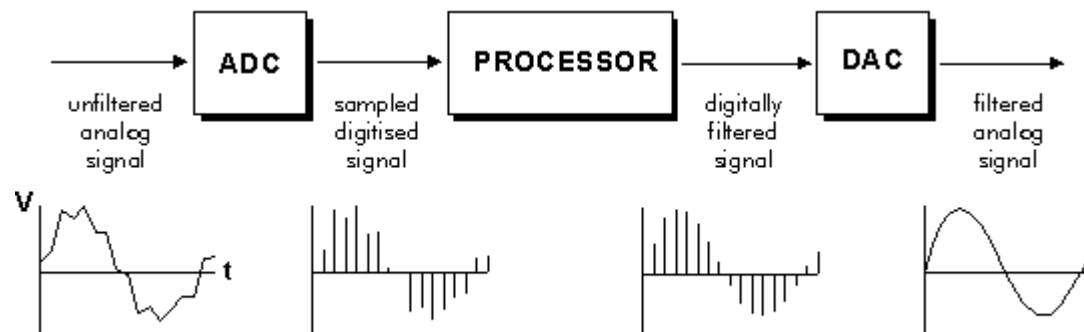 ADC
PROCESSOR
DAC
unfiltered
analog
signal
sampled
digitised
signal
digitally
filtered
signal
filtered
analog
signal
V
t